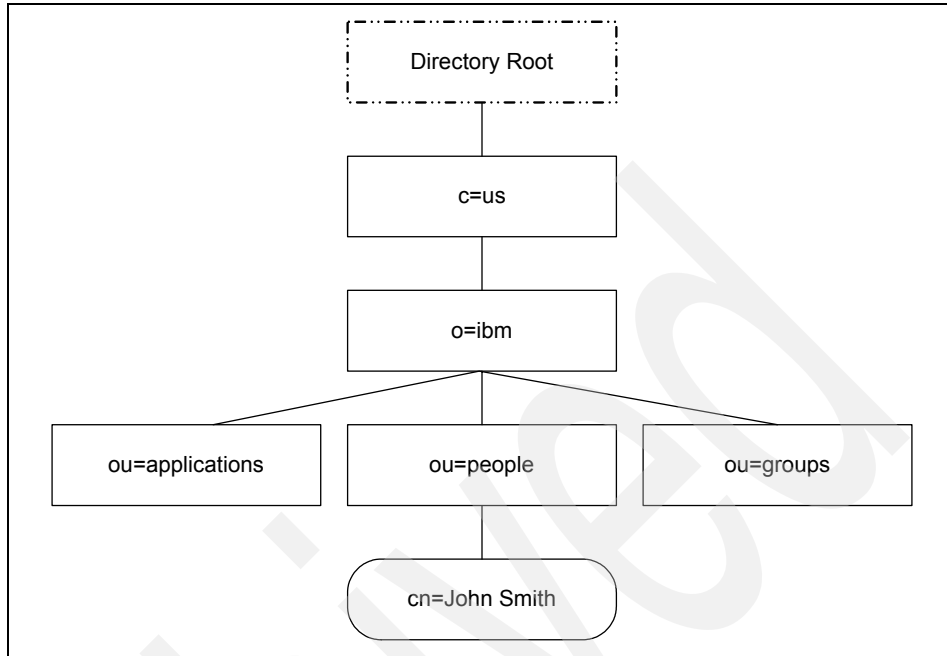 Directory Root
c=us
o=ibm
ou=applications
ou=people
ou=groups
cn=John Smith